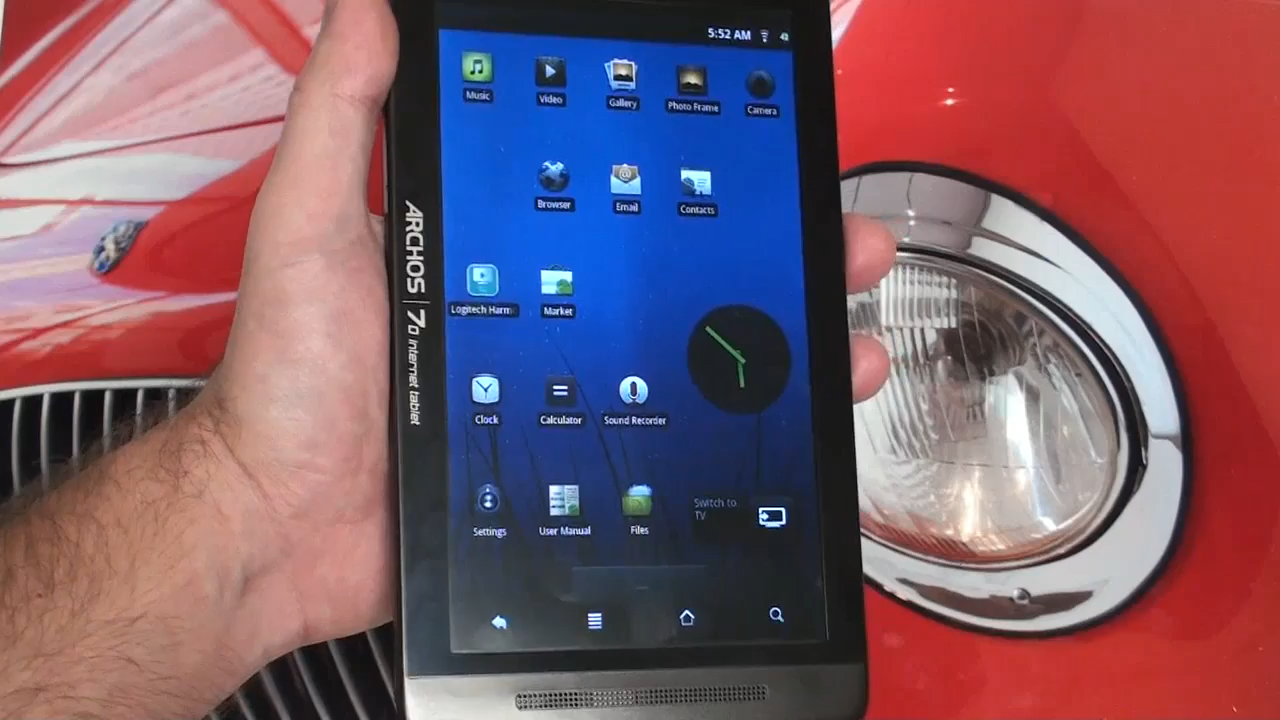 5:52 AM
Music
Video
Gallery
Photo Frame
Camera
Browser
Email
Contacts
Logitech Harm
Market
Clock
Calculator
Sound Recorder
Settings
User Manual
Files
Switch to
TV
ARCHOS 70 internet tablet